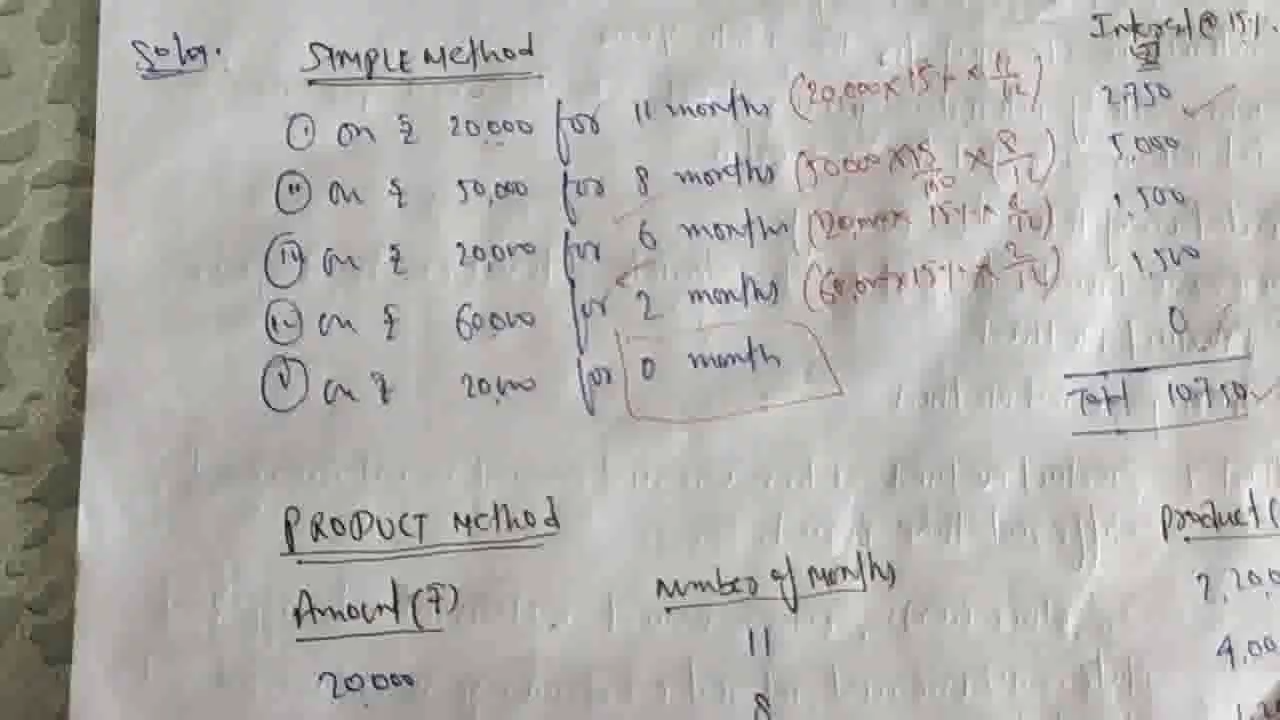 Soln.
SIMPLE Method
Interest @ 15%.
(i) on ₹ 20,000 for 11 months (20,000 x 15% x 11/12) 2,750
(ii) on ₹ 50,000 for 8 months (50000 x 15/100 x 8/12) 5,000
(iii) on ₹ 20,000 for 6 months (20,000 x 15% x 6/12) 1,500
(iv) on ₹ 60,000 for 2 months (60,000 x 15% x 2/12) 1,500
(v) on ₹ 20,000 for 0 month 0
Total 10,750
PRODUCT Method
Amount (₹) Number of Months Product (
20,000 11 2,20,0
8 4,00